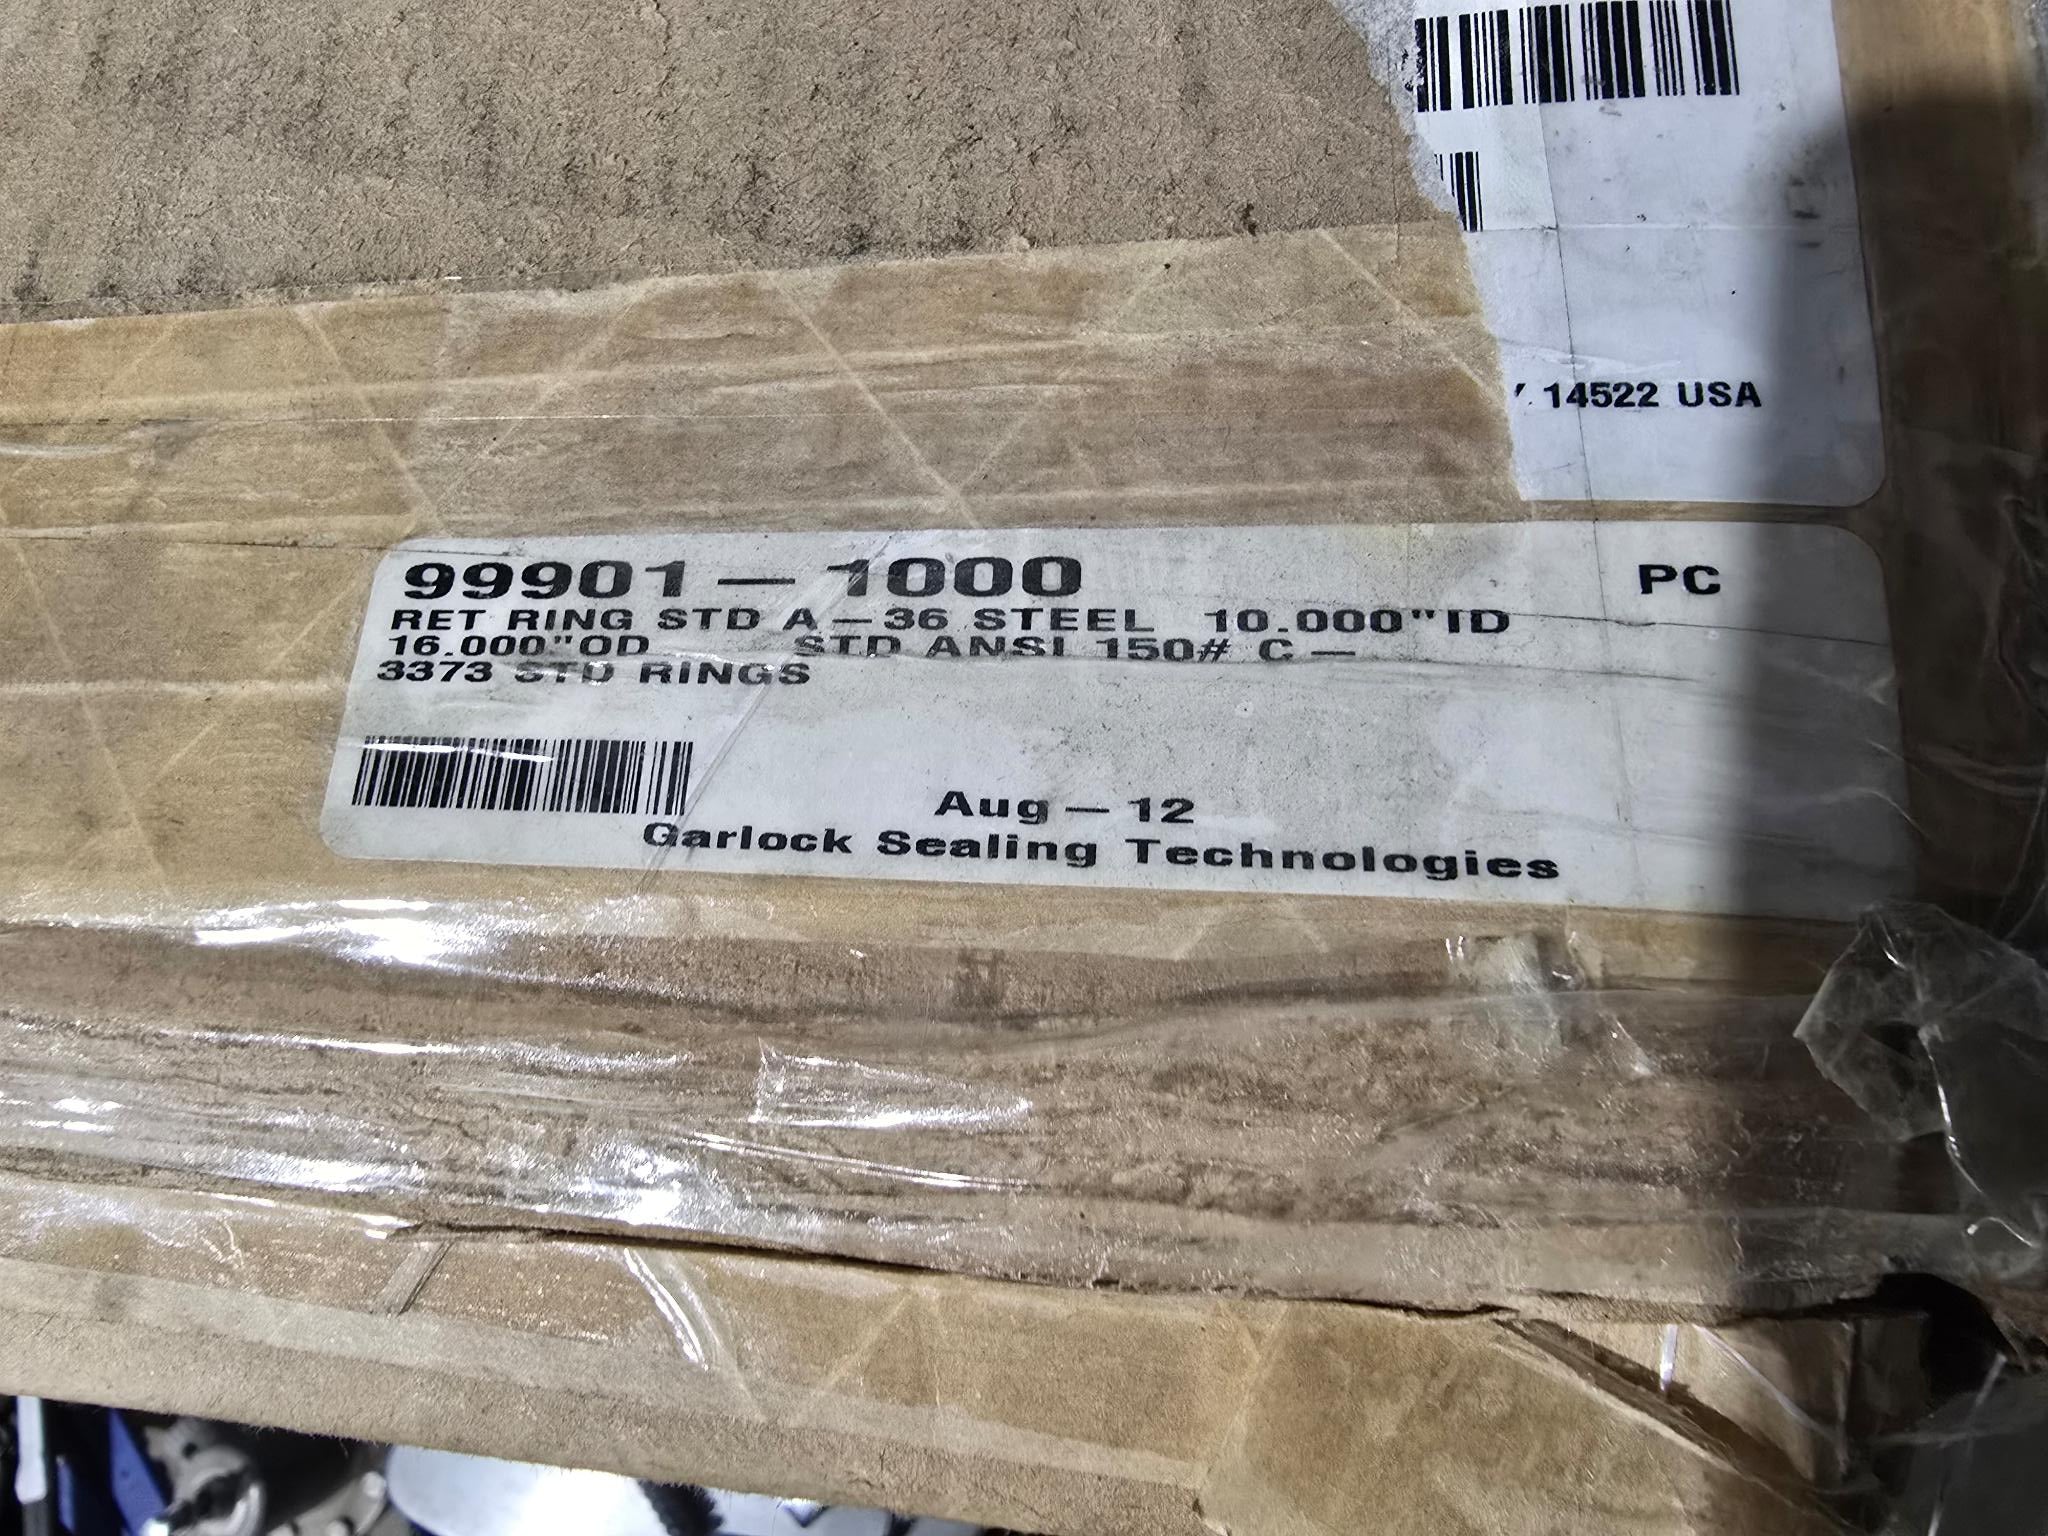 14522 USA
99901-1000 PC
RET RING STD A-36 STEEL 10.000"ID
16.000"OD STD ANSI 150# C-
3373 STD RINGS
Aug-12
Garlock Sealing Technologies